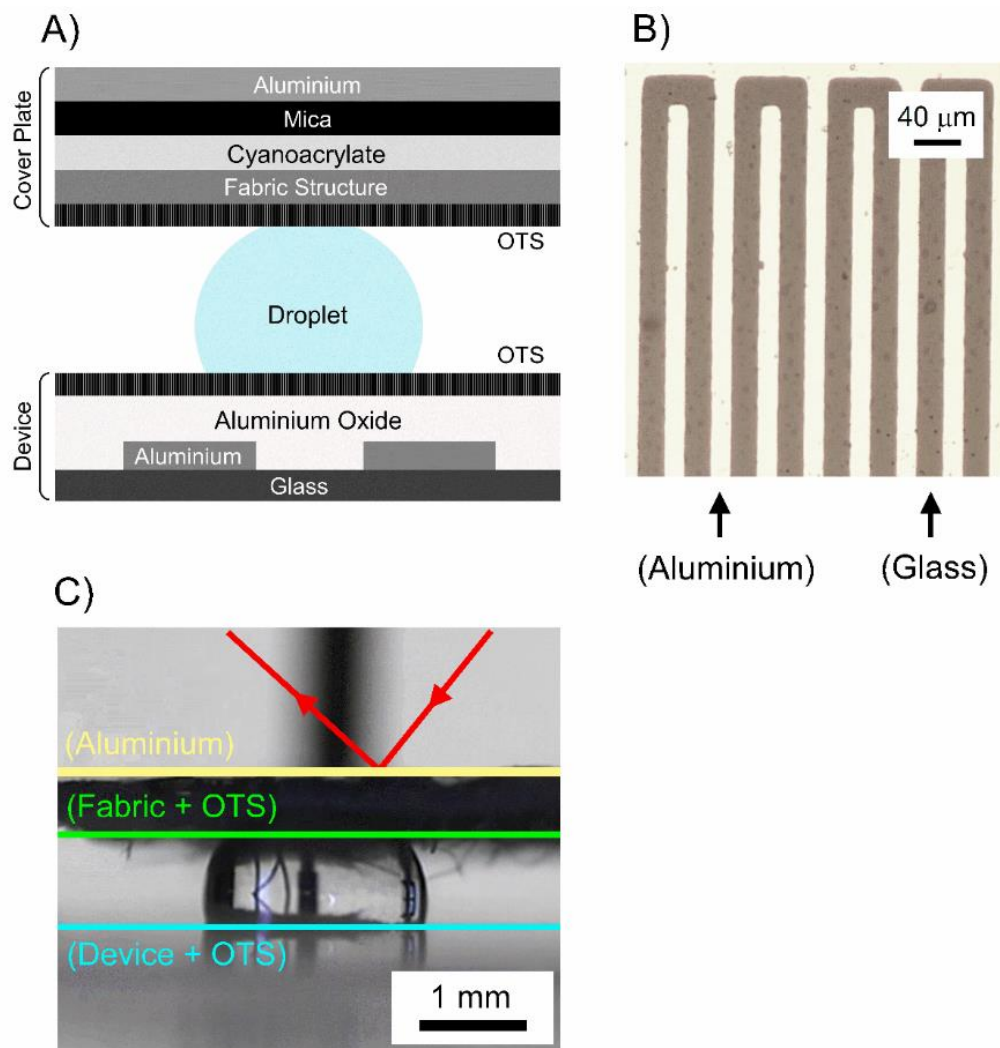 A)
Cover Plate
Aluminium
Mica
Cyanoacrylate
Fabric Structure
OTS
Droplet
OTS
Device
Aluminium Oxide
Aluminium
Glass
B)
40 μm
(Aluminium) (Glass)
C)
(Aluminium)
(Fabric + OTS)
(Device + OTS)
1 mm